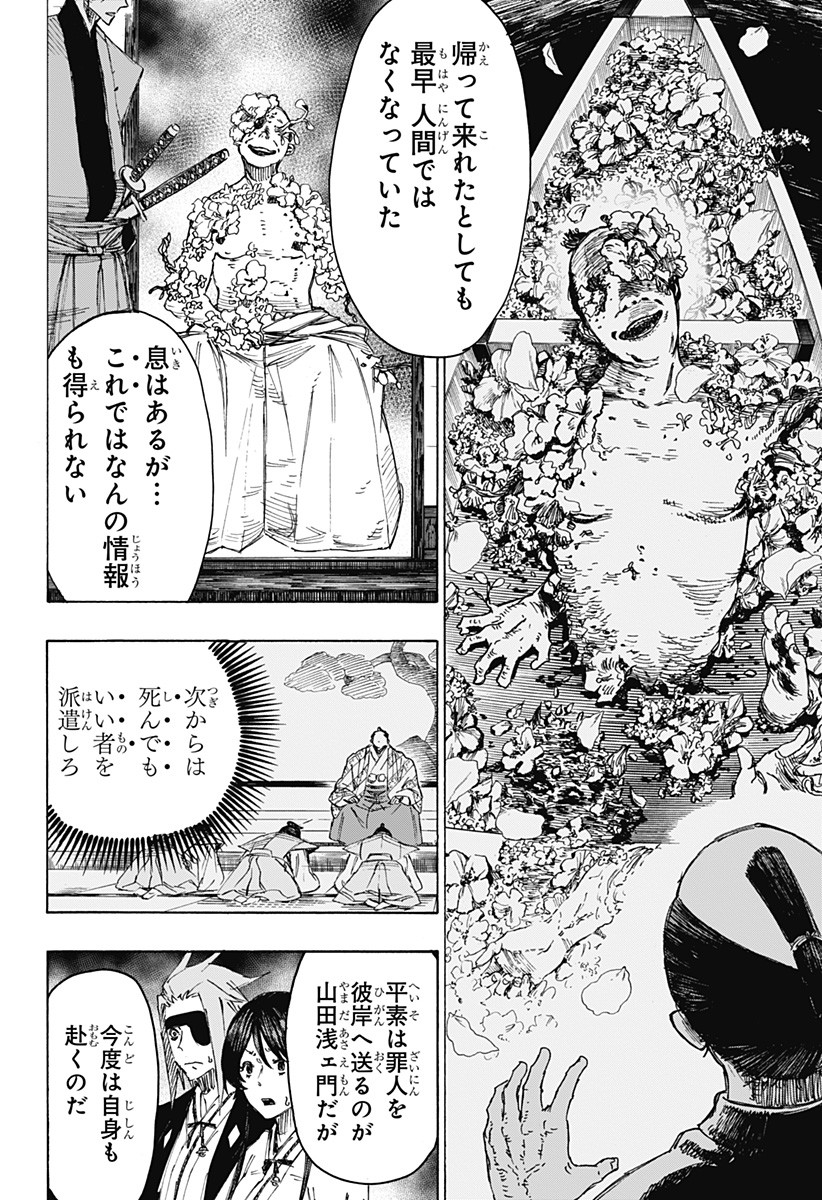 帰って来れたとしても
最早 人間では
なくなっていた
息はあるが…
これではなんの情報
も得られない
次からは
死んでも
いい者を
派遣しろ
平素は罪人を
彼岸へ送るのが
山田浅ェ門だが
今度は自身も
赴くのだ